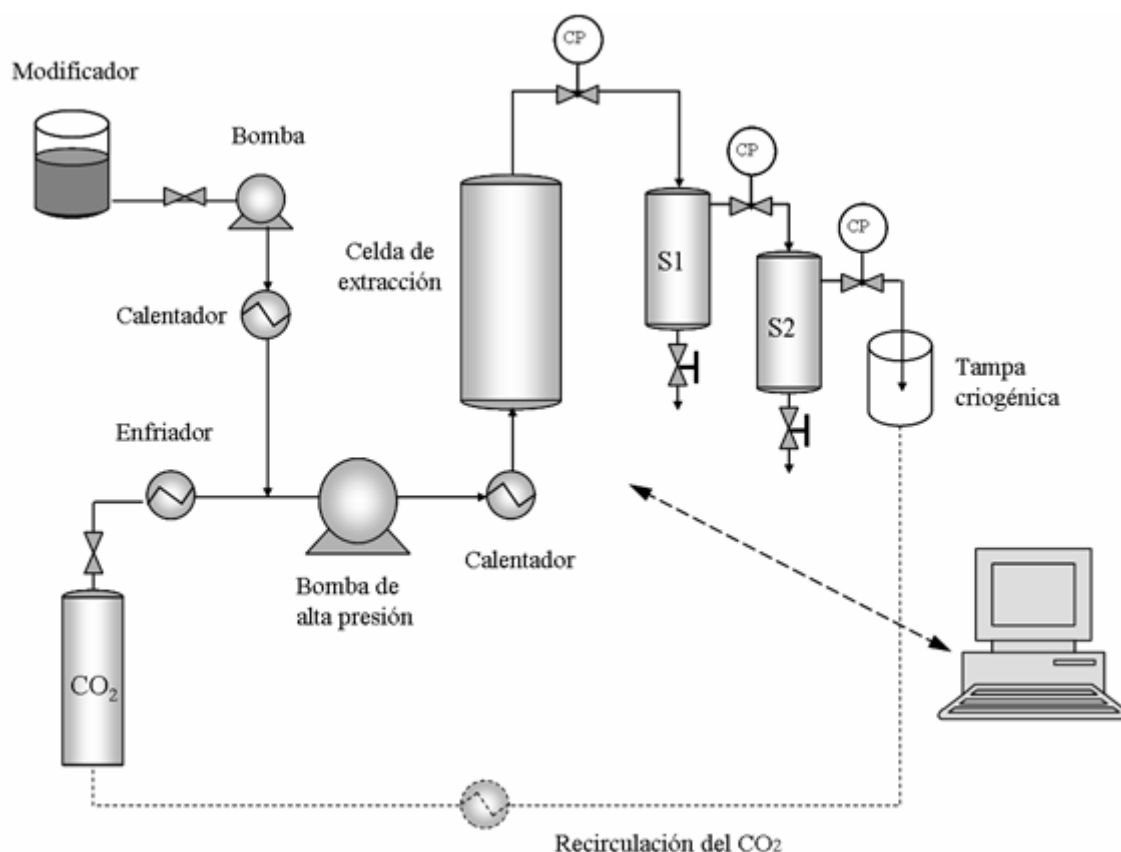 CP
Modificador
Bomba
CP
Celda de
extracción
CP
S1
Calentador
S2
Tampa
criogénica
Enfriador
Calentador
Bomba de
alta presión
CO2
Recirculación del CO2